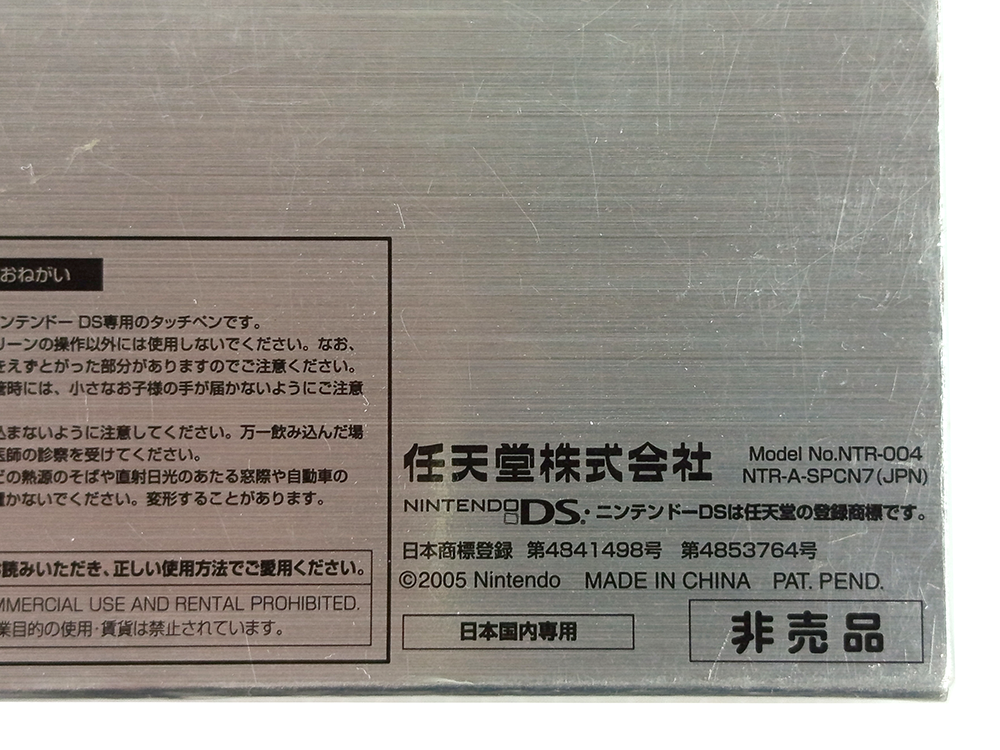 おねがい
ンテンドー DS専用のタッチペンです。
リーンの操作以外には使用しないでください。なお、
をえずとがった部分がありますのでご注意ください。
管時には、小さなお子様の手が届かないようにご注意
込まないように注意してください。万一飲み込んだ場
医師の診察を受けてください。
どの熱源のそばや直射日光のあたる窓際や自動車の
置かないでください。変形することがあります。
読みいただき、正しい使用方法でご愛用ください。
MMERCIAL USE AND RENTAL PROHIBITED.
業目的の使用・賃貸は禁止されています。
任天堂株式会社
Model No.NTR-004
NTR-A-SPCN7(JPN)
NINTENDO DS.・ニンテンドーDSは任天堂の登録商標です。
日本商標登録 第4841498号 第4853764号
©2005 Nintendo MADE IN CHINA PAT. PEND.
日本国内専用
非売品